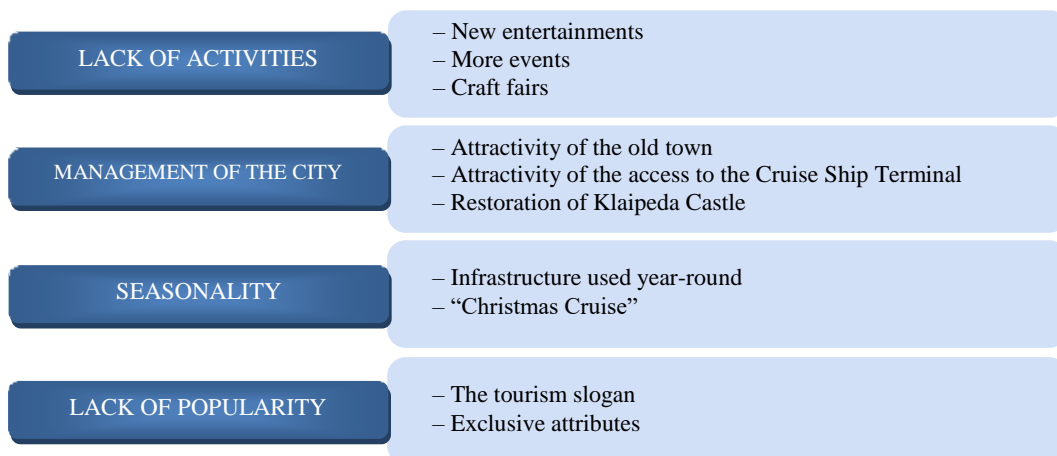 LACK OF ACTIVITIES
– New entertainments
– More events
– Craft fairs
MANAGEMENT OF THE CITY
– Attractivity of the old town
– Attractivity of the access to the Cruise Ship Terminal
– Restoration of Klaipeda Castle
SEASONALITY
– Infrastructure used year-round
– “Christmas Cruise”
LACK OF POPULARITY
– The tourism slogan
– Exclusive attributes